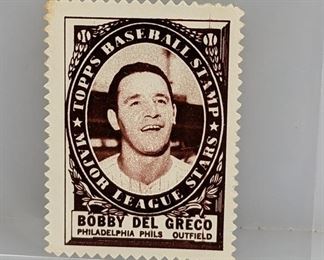 TOPPS BASEBALL STAMP
MAJOR LEAGUE STARS
BOBBY DEL GRECO
PHILADELPHIA PHILS OUTFIELD